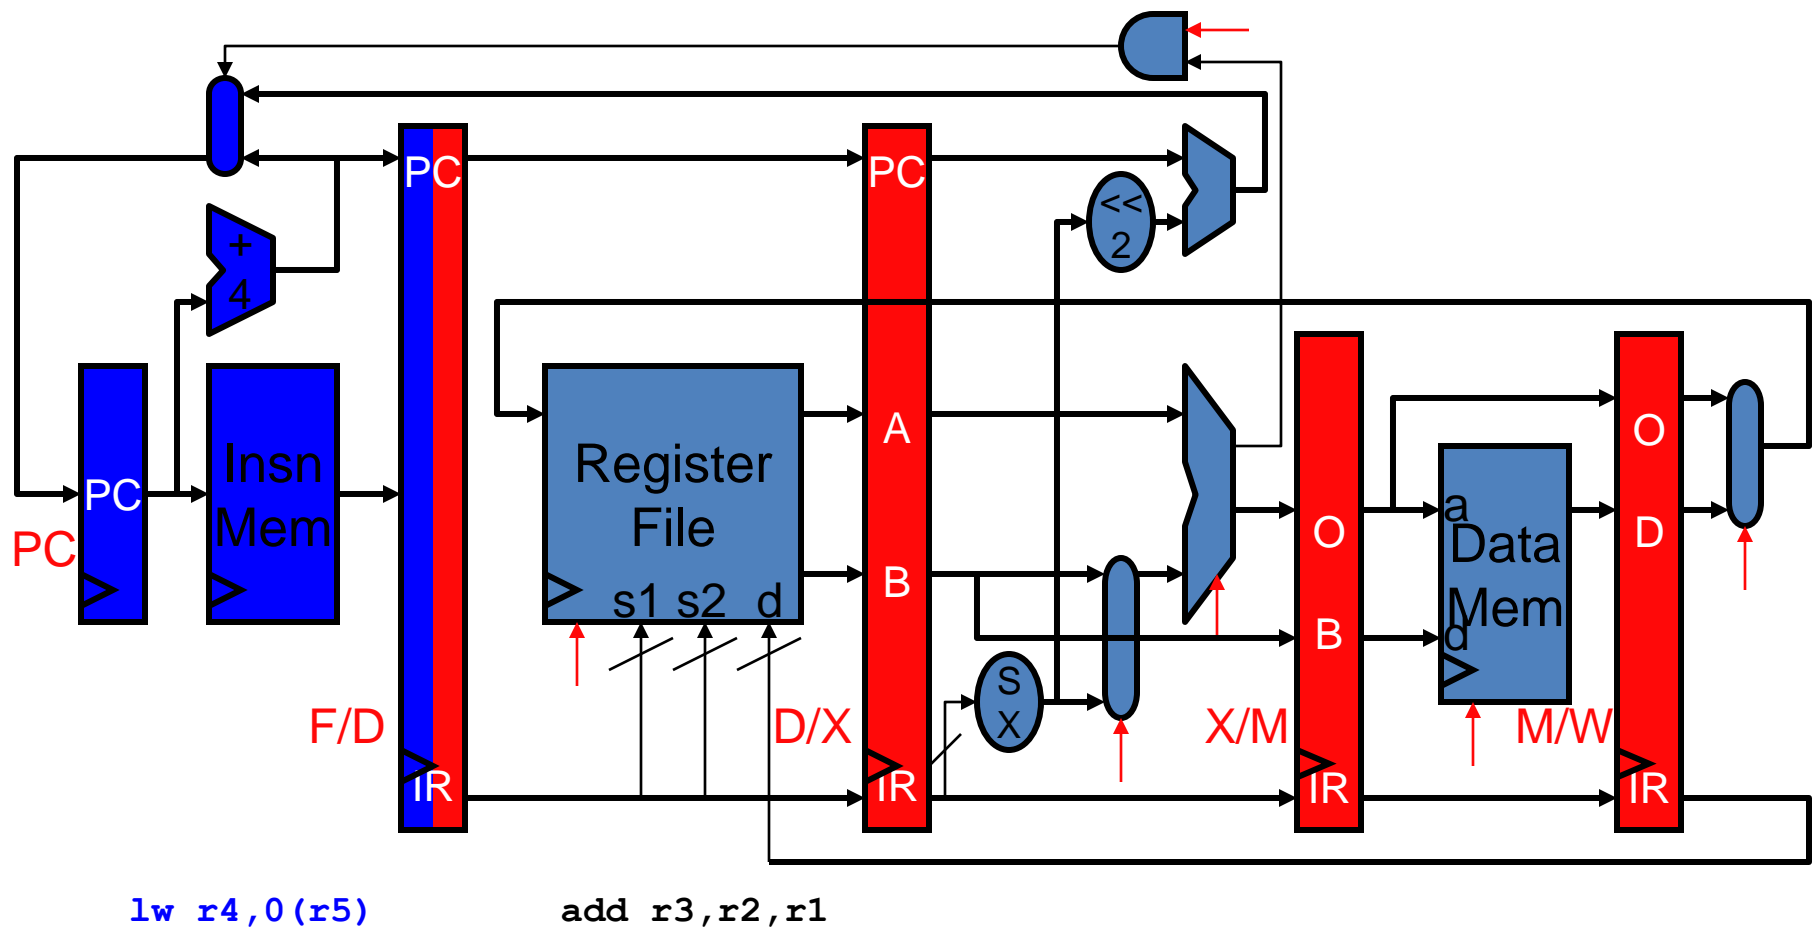 PC
PC
<<
2
+
4
A
O
Insn
Mem
Register
File
PC
PC
O
D
a
Data
Mem
d
B
B
s1
s2
d
S
X
F/D
D/X
X/M
M/W
IR
IR
IR
IR
lw r4,0(r5)
add r3,r2,r1